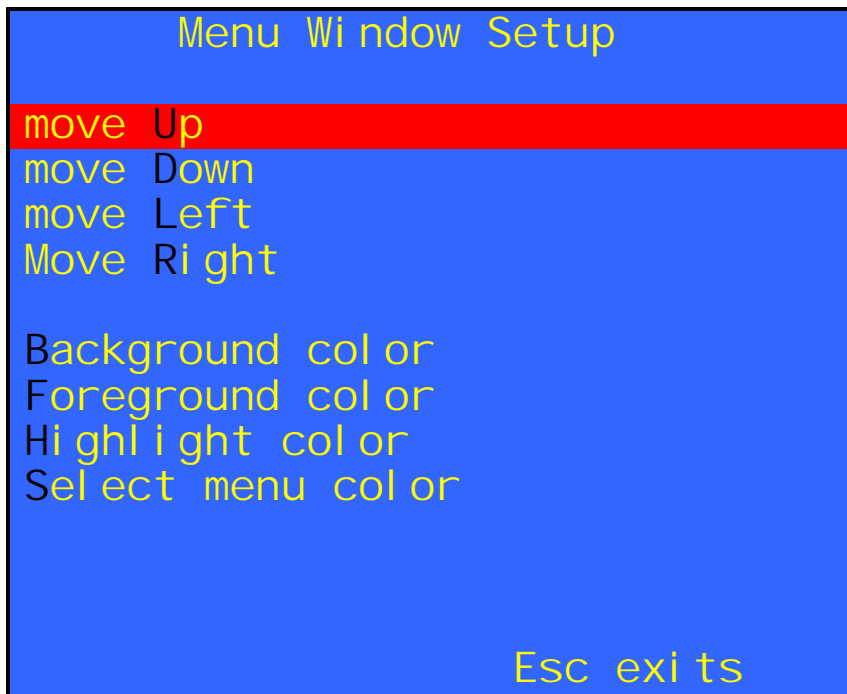 Menu Window Setup
move Up
move Down
move Left
Move Right
Background color
Foreground color
Highlight color
Select menu color
Esc exits